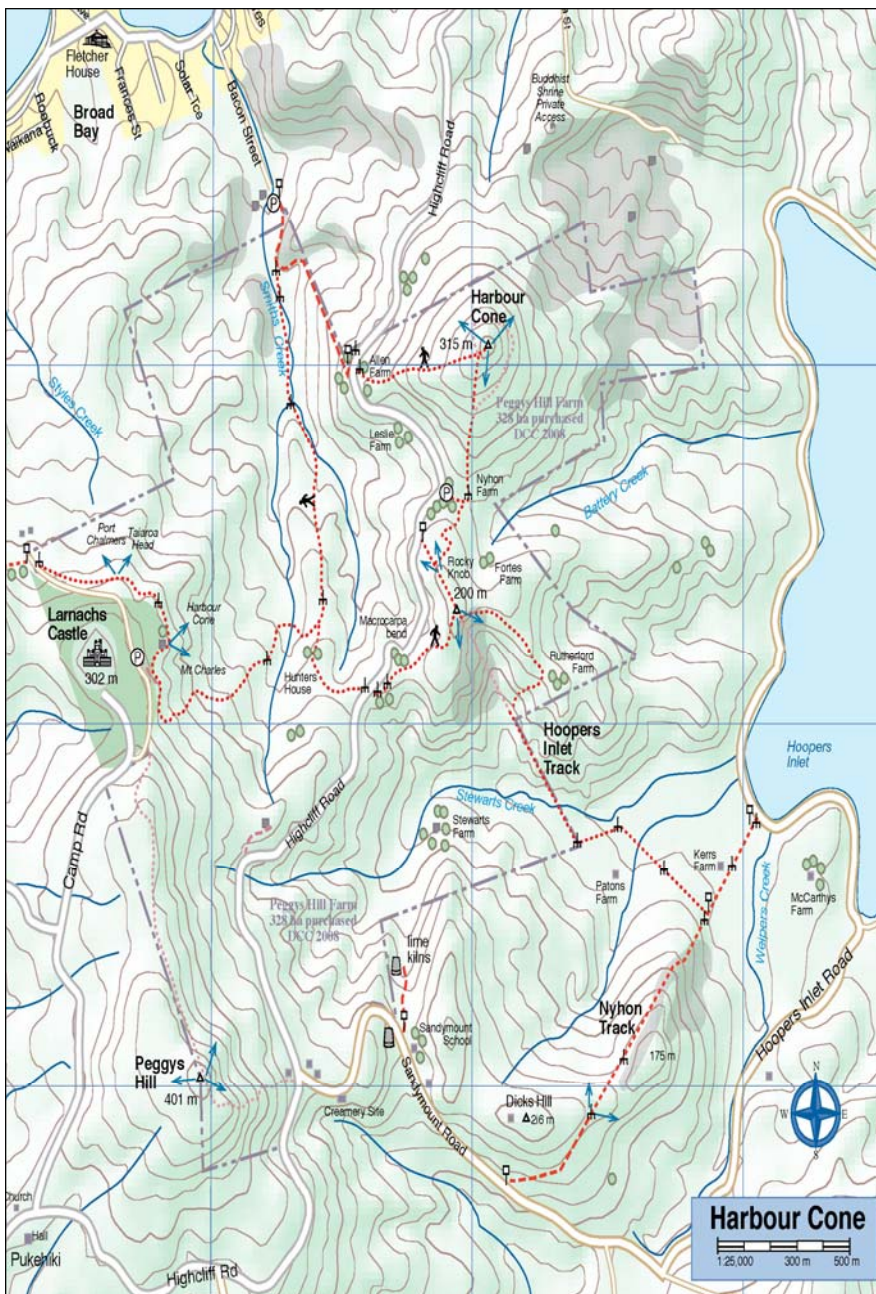 Fletcher
House
Broad
Bay
Waikana
Roebuck
Frances St
Solar Tce
Bacon Street
Highcliff Road
Buddhist
Shrine
Private
Access
Smiths Creek
Styles Creek
P
Harbour
Cone
315 m
Allen
Farm
Peggys Hill Farm
328 ha purchased
DCC 2008
Leslie
Farm
P
Nyhon
Farm
Battery Creek
Port
Chalmers
Taiaroa
Head
Rocky
Knob
200 m
Fortes
Farm
Larnachs
Castle
302 m
P
Harbour
Cone
Mt Charles
Macrocarpa
bend
Hunters
House
Rutherford
Farm
Hoopers
Inlet
Track
Hoopers
Inlet
Highcliff Road
Stewarts Creek
Stewarts
Farm
Camp Rd
Patons
Farm
Kerrs
Farm
McCarthys
Farm
Weipers Creek
Peggys Hill Farm
328 ha purchased
DCC 2008
lime
kilns
Nyhon
Track
Hoopers Inlet Road
Sandymount
School
175 m
Peggys
Hill
401 m
Sandymount Road
Creamery Site
Dicks Hill
216 m
N
W
E
S
Church
Hall
Pukehiki
Highcliff Rd
Harbour Cone
1:25,000
300 m
500 m